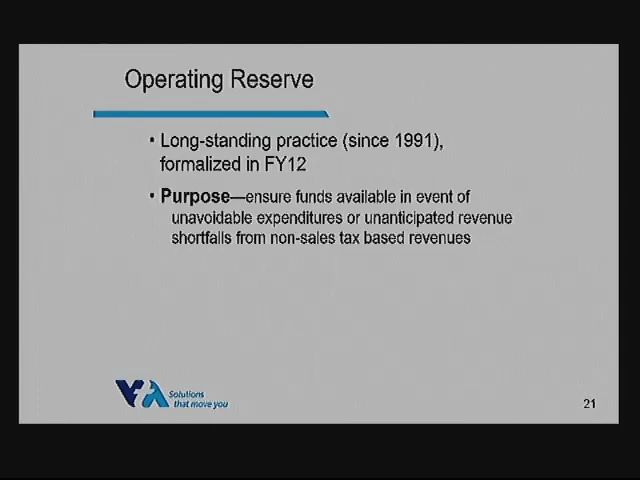 Operating Reserve
• Long-standing practice (since 1991),
formalized in FY12
• Purpose—ensure funds available in event of
unavoidable expenditures or unanticipated revenue
shortfalls from non-sales tax based revenues
VTA Solutions
that move you
21